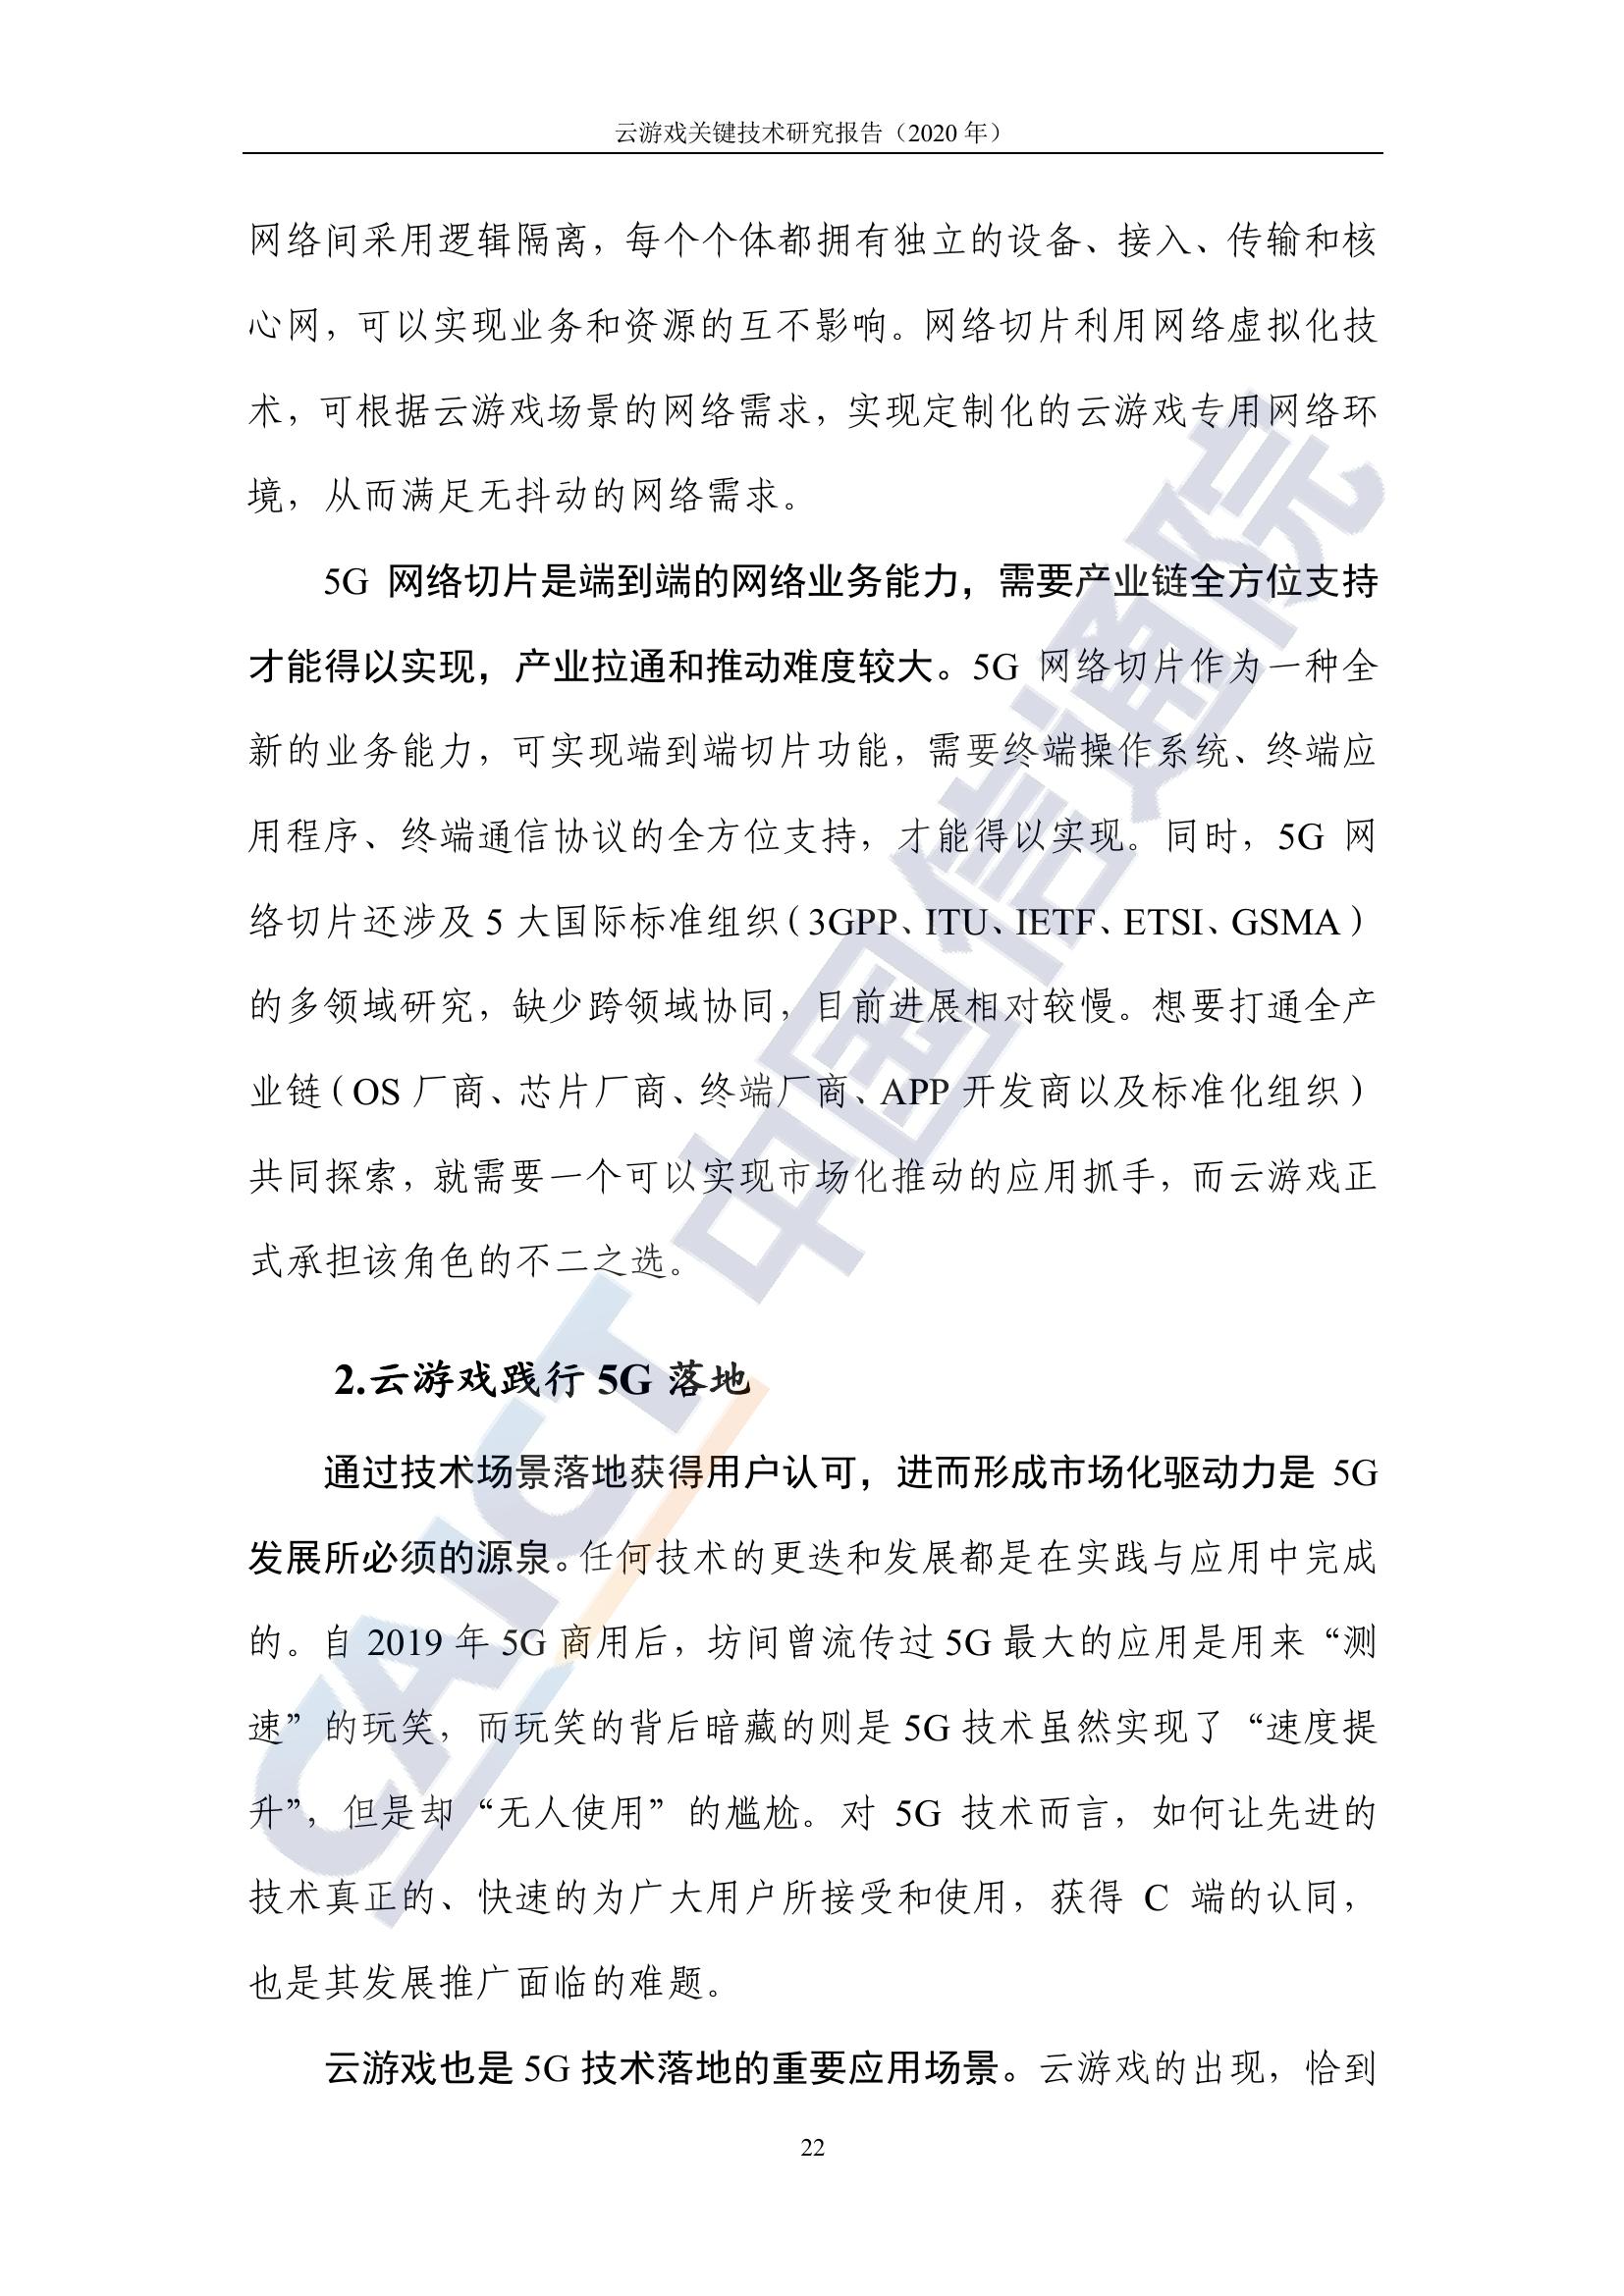 云游戏关键技术研究报告（2020 年）
网络间采用逻辑隔离，每个个体都拥有独立的设备、接入、传输和核
心网，可以实现业务和资源的互不影响。网络切片利用网络虚拟化技
术，可根据云游戏场景的网络需求，实现定制化的云游戏专用网络环
境，从而满足无抖动的网络需求。
5G 网络切片是端到端的网络业务能力，需要产业链全方位支持
才能得以实现，产业拉通和推动难度较大。5G 网络切片作为一种全
新的业务能力，可实现端到端切片功能，需要终端操作系统、终端应
用程序、终端通信协议的全方位支持，才能得以实现。同时，5G 网
络切片还涉及 5 大国际标准组织（3GPP、ITU、IETF、ETSI、GSMA）
的多领域研究，缺少跨领域协同，目前进展相对较慢。想要打通全产
业链（OS 厂商、芯片厂商、终端厂商、APP 开发商以及标准化组织）
共同探索，就需要一个可以实现市场化推动的应用抓手，而云游戏正
式承担该角色的不二之选。
2.云游戏践行 5G 落地
通过技术场景落地获得用户认可，进而形成市场化驱动力是 5G
发展所必须的源泉。任何技术的更迭和发展都是在实践与应用中完成
的。自 2019 年 5G 商用后，坊间曾流传过 5G 最大的应用是用来“测
速”的玩笑，而玩笑的背后暗藏的则是 5G 技术虽然实现了“速度提
升”，但是却“无人使用”的尴尬。对 5G 技术而言，如何让先进的
技术真正的、快速的为广大用户所接受和使用，获得 C 端的认同，
也是其发展推广面临的难题。
云游戏也是 5G 技术落地的重要应用场景。云游戏的出现，恰到
22
CAICT 中国信通院